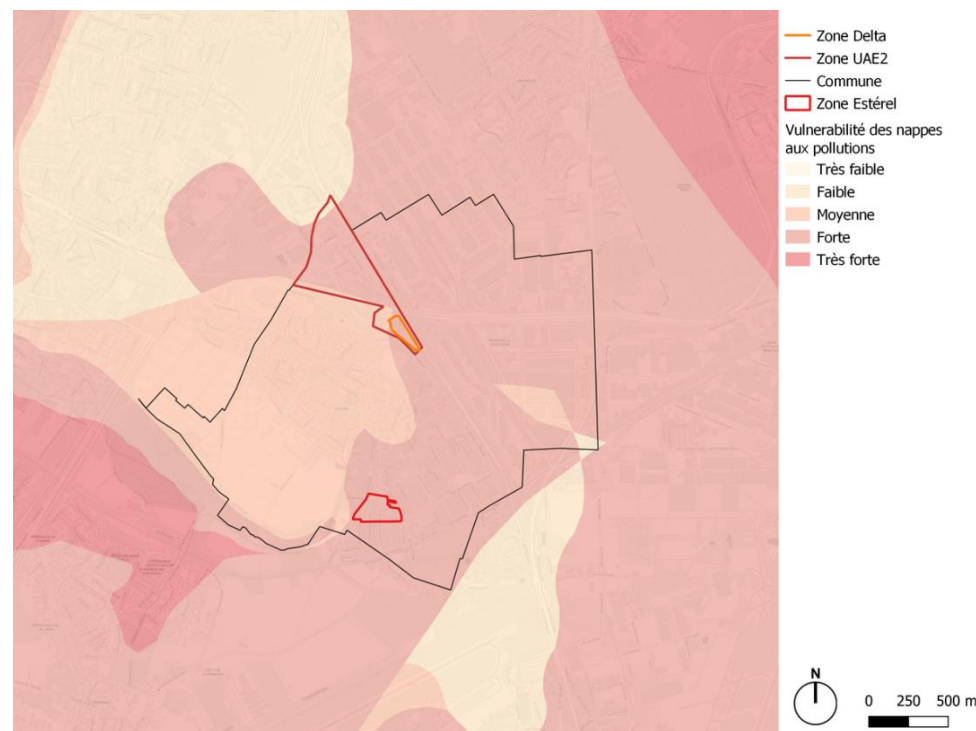 Zone Delta
Zone UAE2
Commune
Zone Estérel
Vulnerabilité des nappes
aux pollutions
Très faible
Faible
Moyenne
Forte
Très forte
N
0 250 500 m